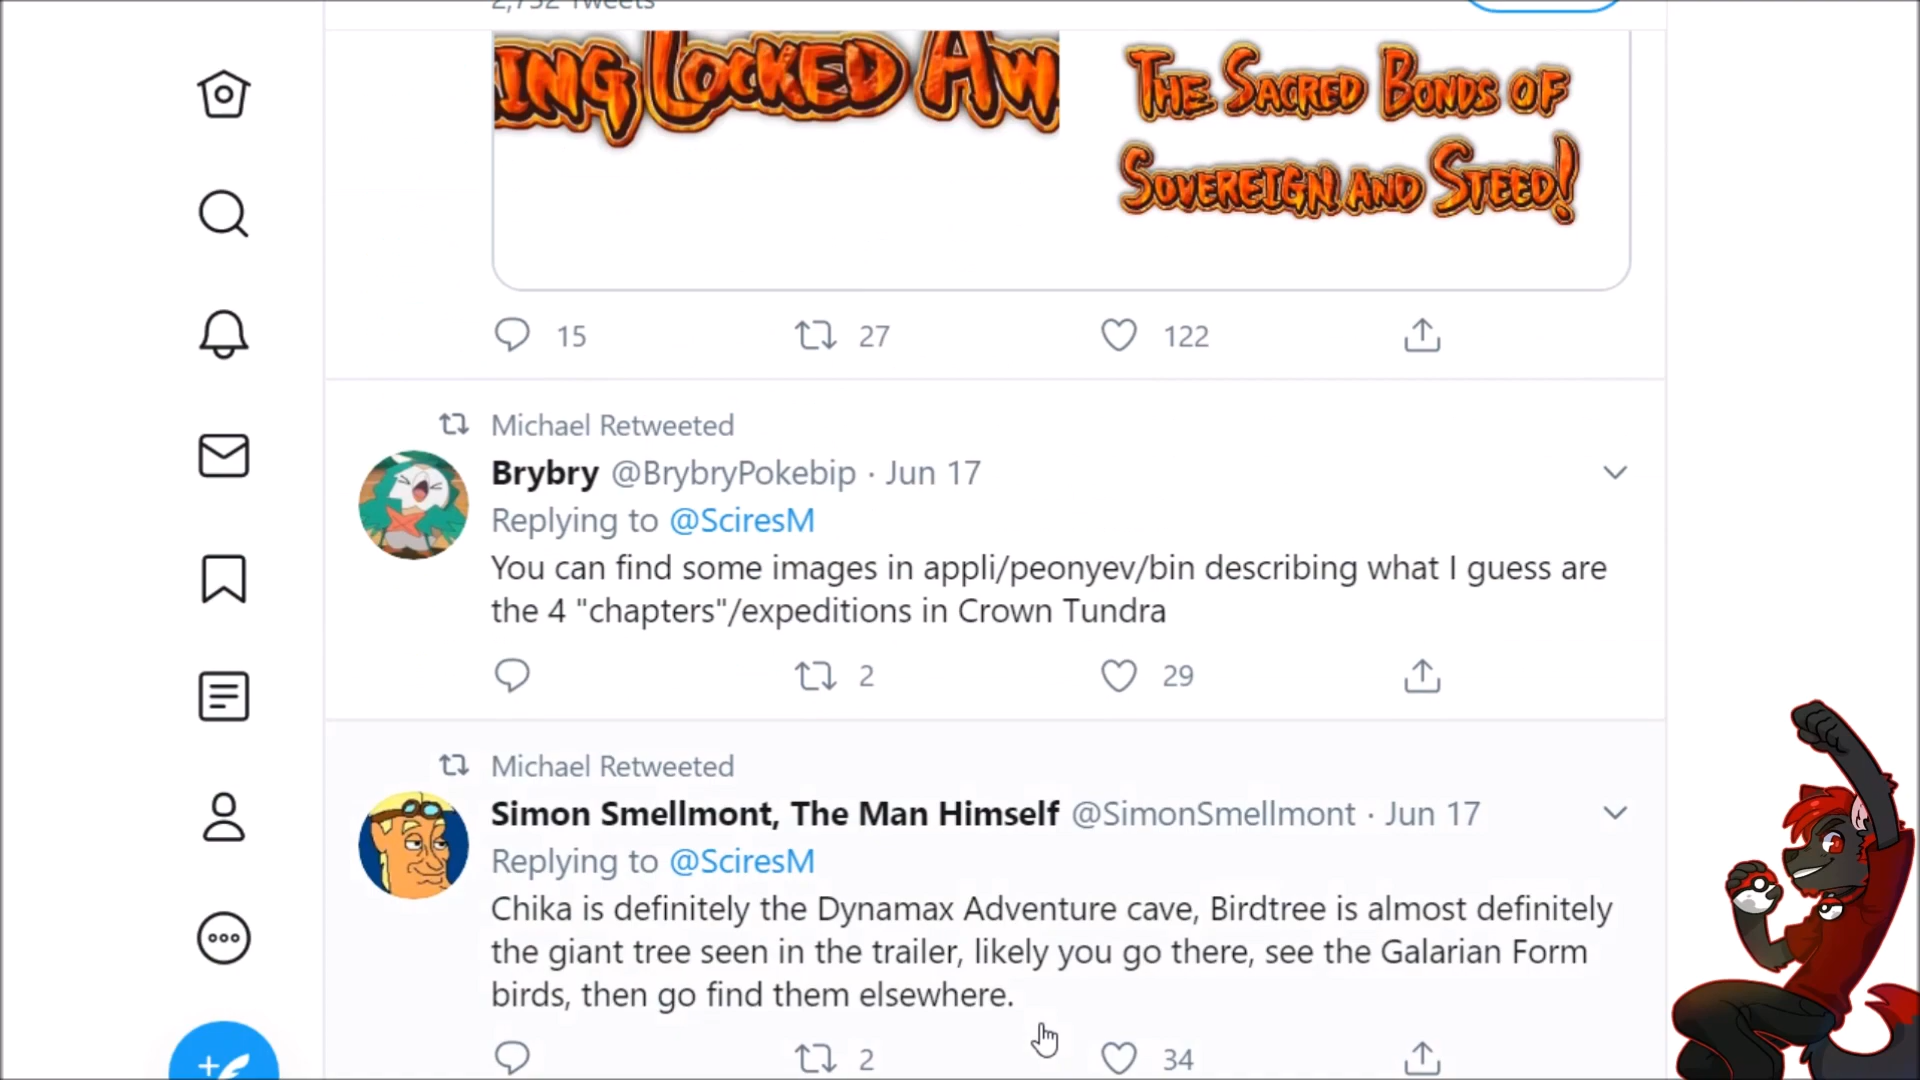 2,752 Tweets
ING LOCKED AW
THE SACRED BONDS OF
SOVEREIGN AND STEED!
15 27 122
Michael Retweeted
Brybry @BrybryPokebip · Jun 17
Replying to @SciresM
You can find some images in appli/peonyev/bin describing what I guess are
the 4 "chapters"/expeditions in Crown Tundra
2 29
Michael Retweeted
Simon Smellmont, The Man Himself @SimonSmellmont · Jun 17
Replying to @SciresM
Chika is definitely the Dynamax Adventure cave, Birdtree is almost definitely
the giant tree seen in the trailer, likely you go there, see the Galarian Form
birds, then go find them elsewhere.
2 34